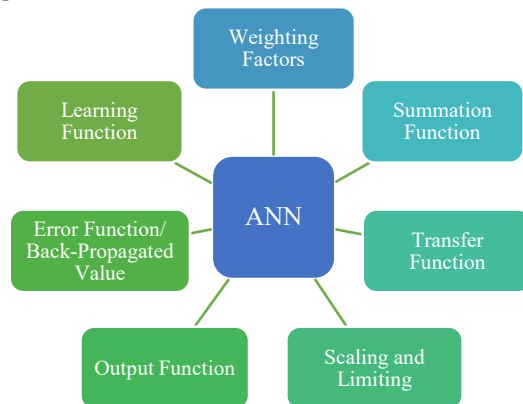 Weighting
Factors
Learning
Function
Summation
Function
ANN
Error Function/
Back-Propagated
Value
Transfer
Function
Output Function
Scaling and
Limiting